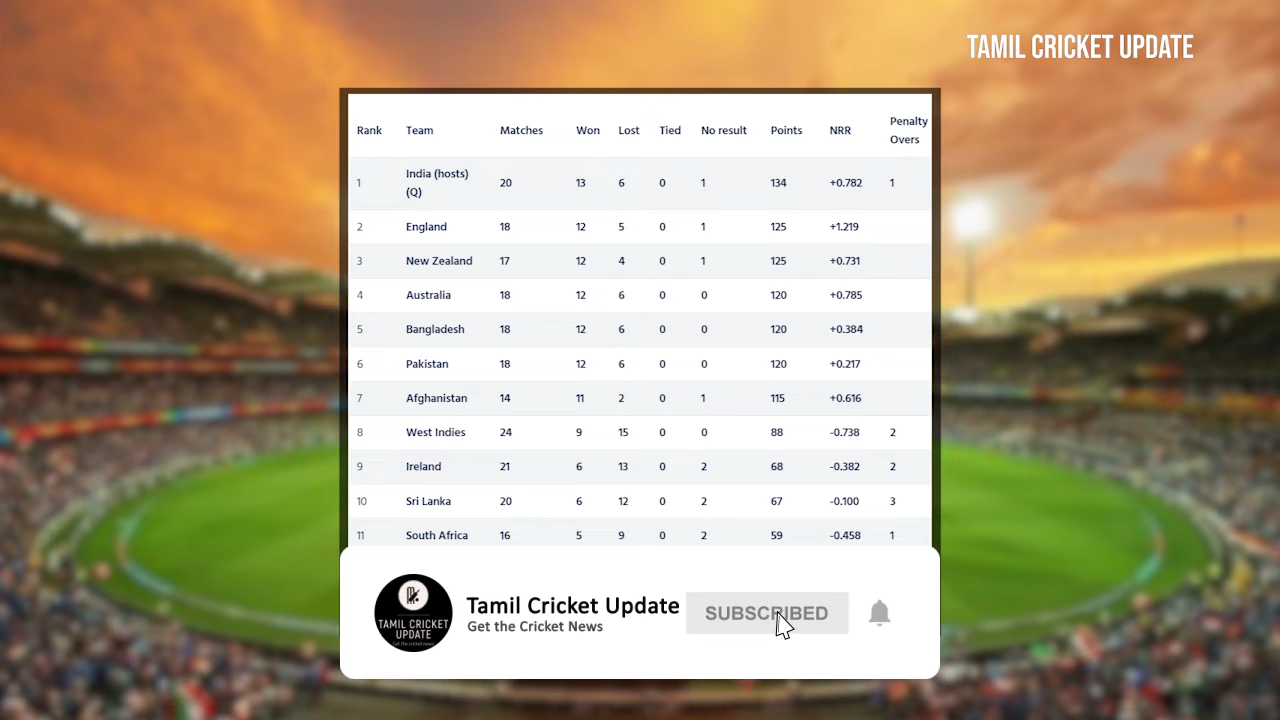 TAMIL CRICKET UPDATE
Rank Team Matches Won Lost Tied No result Points NRR Penalty Overs
1 India (hosts) (Q) 20 13 6 0 1 134 +0.782 1
2 England 18 12 5 0 1 125 +1.219
3 New Zealand 17 12 4 0 1 125 +0.731
4 Australia 18 12 6 0 0 120 +0.785
5 Bangladesh 18 12 6 0 0 120 +0.384
6 Pakistan 18 12 6 0 0 120 +0.217
7 Afghanistan 14 11 2 0 1 115 +0.616
8 West Indies 24 9 15 0 0 88 -0.738 2
9 Ireland 21 6 13 0 2 68 -0.382 2
10 Sri Lanka 20 6 12 0 2 67 -0.100 3
11 South Africa 16 5 9 0 2 59 -0.458 1
TAMIL CRICKET
UPDATE
Get the cricket news
Tamil Cricket Update
Get the Cricket News
SUBSCRIBED